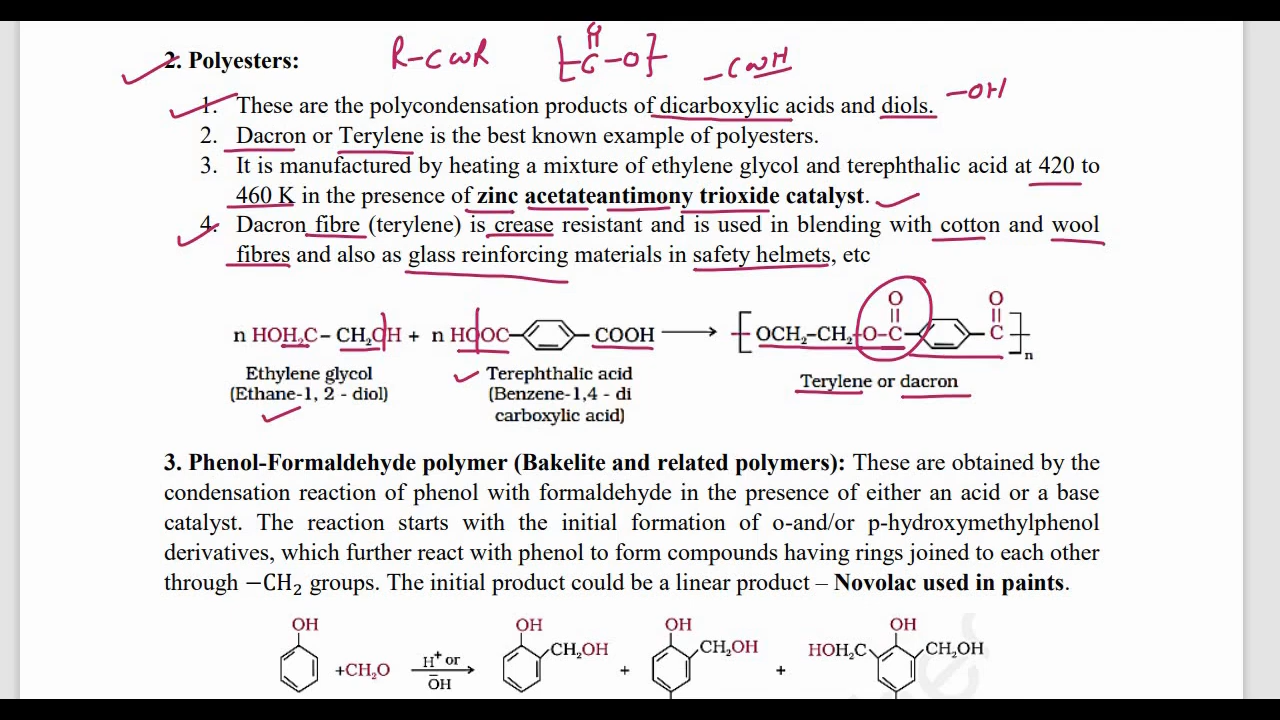 2. Polyesters: R-COOR [-C-O-] -COOH
O
||
1. These are the polycondensation products of dicarboxylic acids and diols. -OH
2. Dacron or Terylene is the best known example of polyesters.
3. It is manufactured by heating a mixture of ethylene glycol and terephthalic acid at 420 to
460 K in the presence of zinc acetateantimony trioxide catalyst.
4. Dacron fibre (terylene) is crease resistant and is used in blending with cotton and wool
fibres and also as glass reinforcing materials in safety helmets, etc
O O
n HOH₂C – CH₂OH + n HOOC COOH [ OCH₂–CH₂–O–C C ]n
Ethylene glycol Terephthalic acid Terylene or dacron
(Ethane-1, 2 - diol) (Benzene-1,4 - di
carboxylic acid)
3. Phenol-Formaldehyde polymer (Bakelite and related polymers): These are obtained by the
condensation reaction of phenol with formaldehyde in the presence of either an acid or a base
catalyst. The reaction starts with the initial formation of o-and/or p-hydroxymethylphenol
derivatives, which further react with phenol to form compounds having rings joined to each other
through −CH₂ groups. The initial product could be a linear product – Novolac used in paints.
OH OH OH OH
+CH₂O H⁺ or CH₂OH + CH₂OH + HOH₂C CH₂OH
ŌH